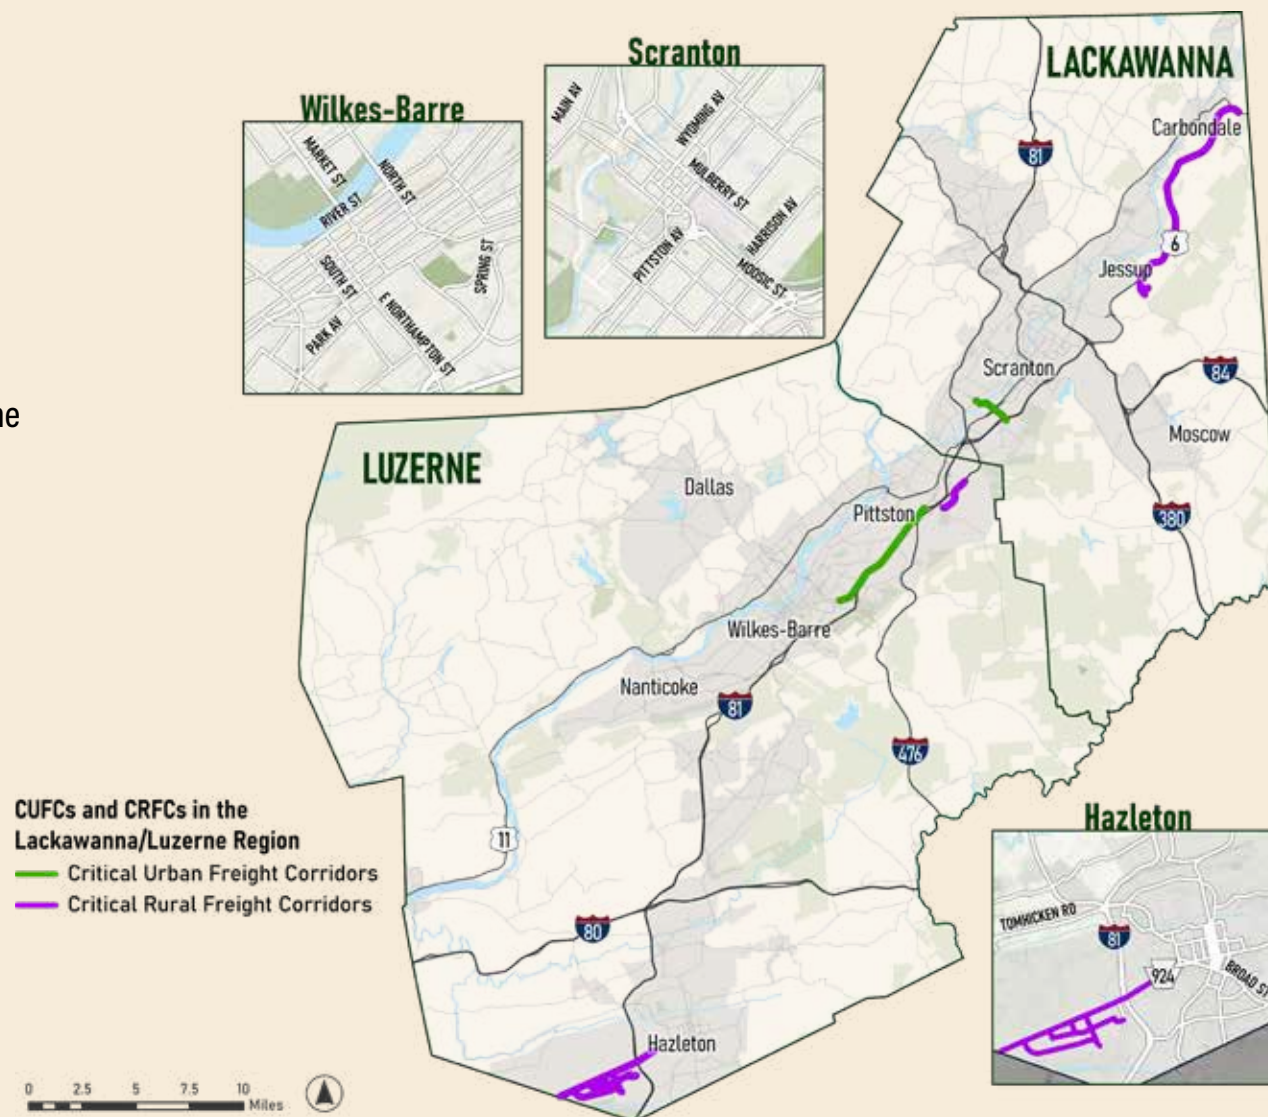 Scranton
MAIN AV
WYOMING AV
MULBERRY ST
HARRISON AV
PITTSTON AV
MOOSIC ST
Wilkes-Barre
MARKET ST
NORTH ST
RIVER ST
SOUTH ST
SPRING ST
PARK AV
E NORTHAMPTON ST
LACKAWANNA
Carbondale
81
6
Jessup
Scranton
84
Moscow
380
ne
LUZERNE
Dallas
Pittston
Wilkes-Barre
Nanticoke
81
476
11
80
Hazleton
CUFCs and CRFCs in the
Lackawanna/Luzerne Region
Critical Urban Freight Corridors
Critical Rural Freight Corridors
Hazleton
TOMHICKEN RD
81
924
BROAD ST
0 2.5 5 7.5 10
Miles